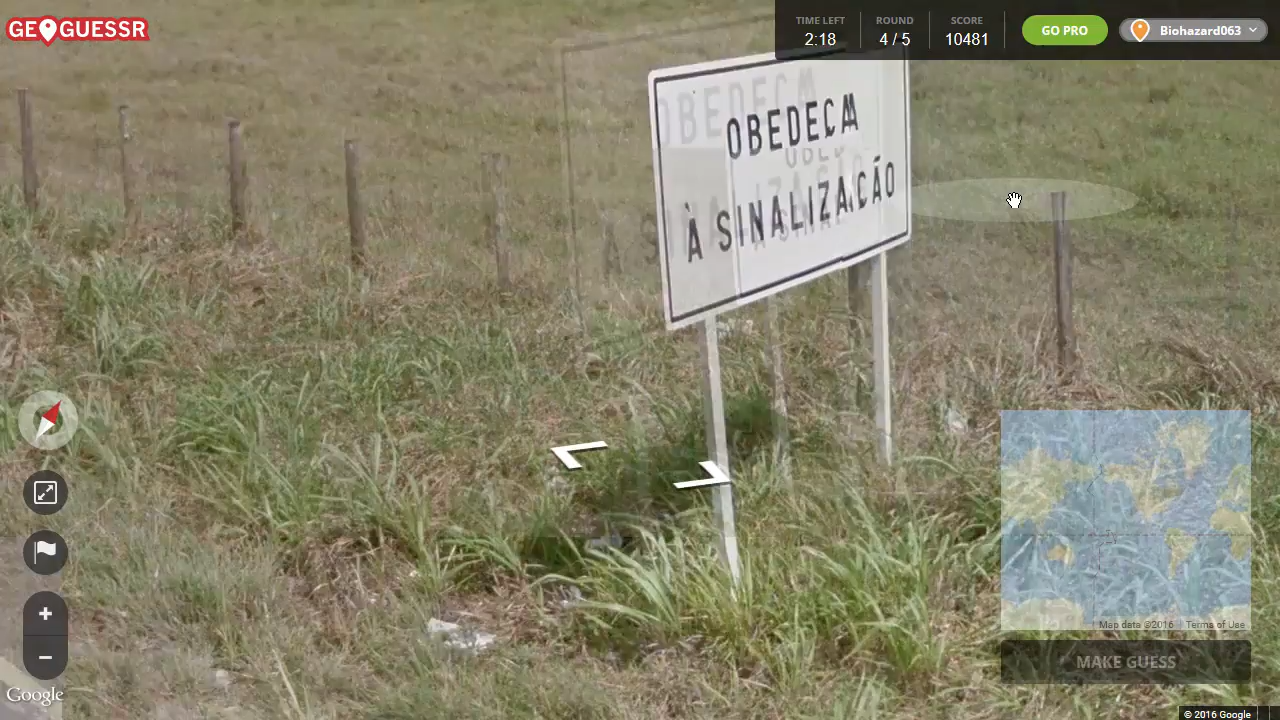 GEOGUESSR
TIME LEFT
2:18
ROUND
4 / 5
SCORE
10481
GO PRO
Biohazard063
OBEDEÇA
À SINALIZAÇÃO
Map data ©2016 Terms of Use
MAKE GUESS
Google
© 2016 Google